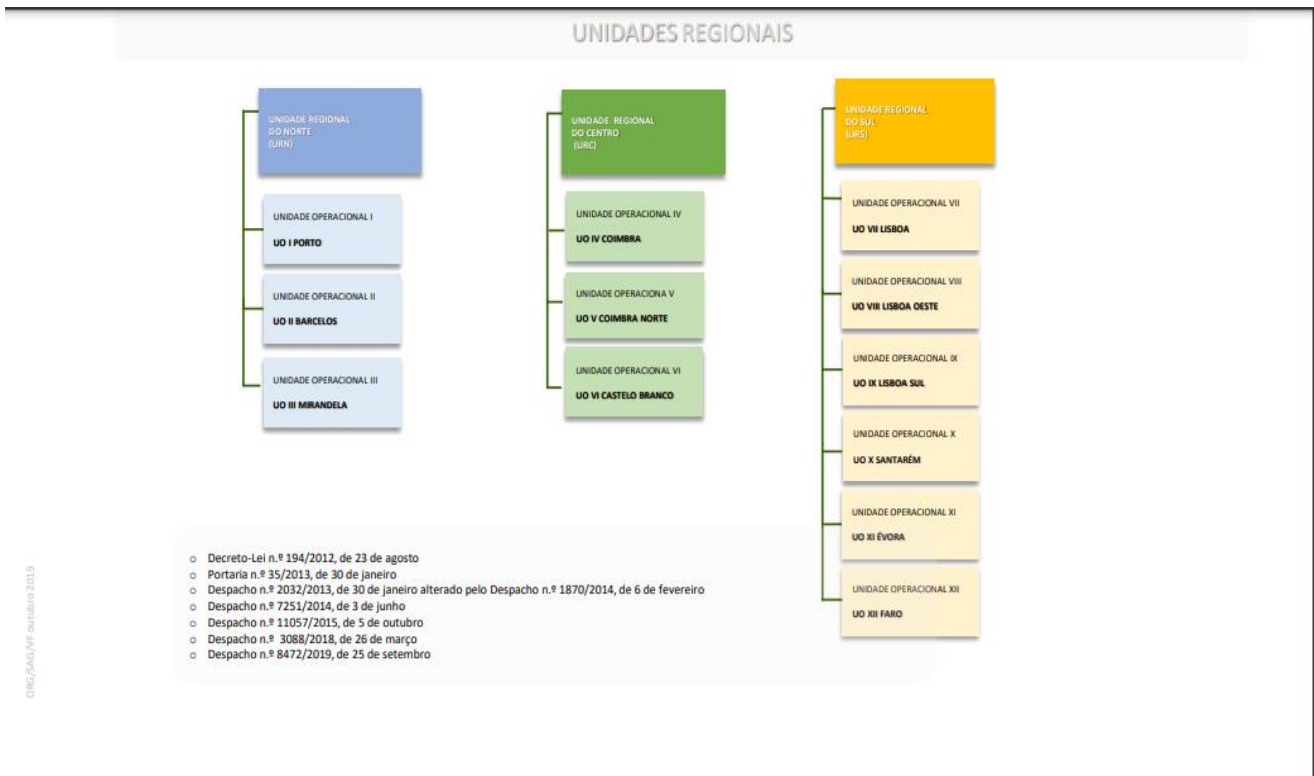 UNIDADES REGIONAIS
UNIDADE REGIONAL
DO NORTE
(URN)
UNIDADE OPERACIONAL I
UO I PORTO
UNIDADE OPERACIONAL II
UO II BARCELOS
UNIDADE OPERACIONAL III
UO III MIRANDELA
UNIDADE REGIONAL
DO CENTRO
(URC)
UNIDADE OPERACIONAL IV
UO IV COIMBRA
UNIDADE OPERACIONA V
UO V COIMBRA NORTE
UNIDADE OPERACIONAL VI
UO VI CASTELO BRANCO
UNIDADE REGIONAL
DO SUL
(URS)
UNIDADE OPERACIONAL VII
UO VII LISBOA
UNIDADE OPERACIONAL VIII
UO VIII LISBOA OESTE
UNIDADE OPERACIONAL IX
UO IX LISBOA SUL
UNIDADE OPERACIONAL X
UO X SANTARÉM
UNIDADE OPERACIONAL XI
UO XI ÉVORA
UNIDADE OPERACIONAL XII
UO XII FARO
o Decreto-Lei n.º 194/2012, de 23 de agosto
o Portaria n.º 35/2013, de 30 de janeiro
o Despacho n.º 2032/2013, de 30 de janeiro alterado pelo Despacho n.º 1870/2014, de 6 de fevereiro
o Despacho n.º 7251/2014, de 3 de junho
o Despacho n.º 11057/2015, de 5 de outubro
o Despacho n.º 3088/2018, de 26 de março
o Despacho n.º 8472/2019, de 25 de setembro
ORG/SAG/VF outubro 2019